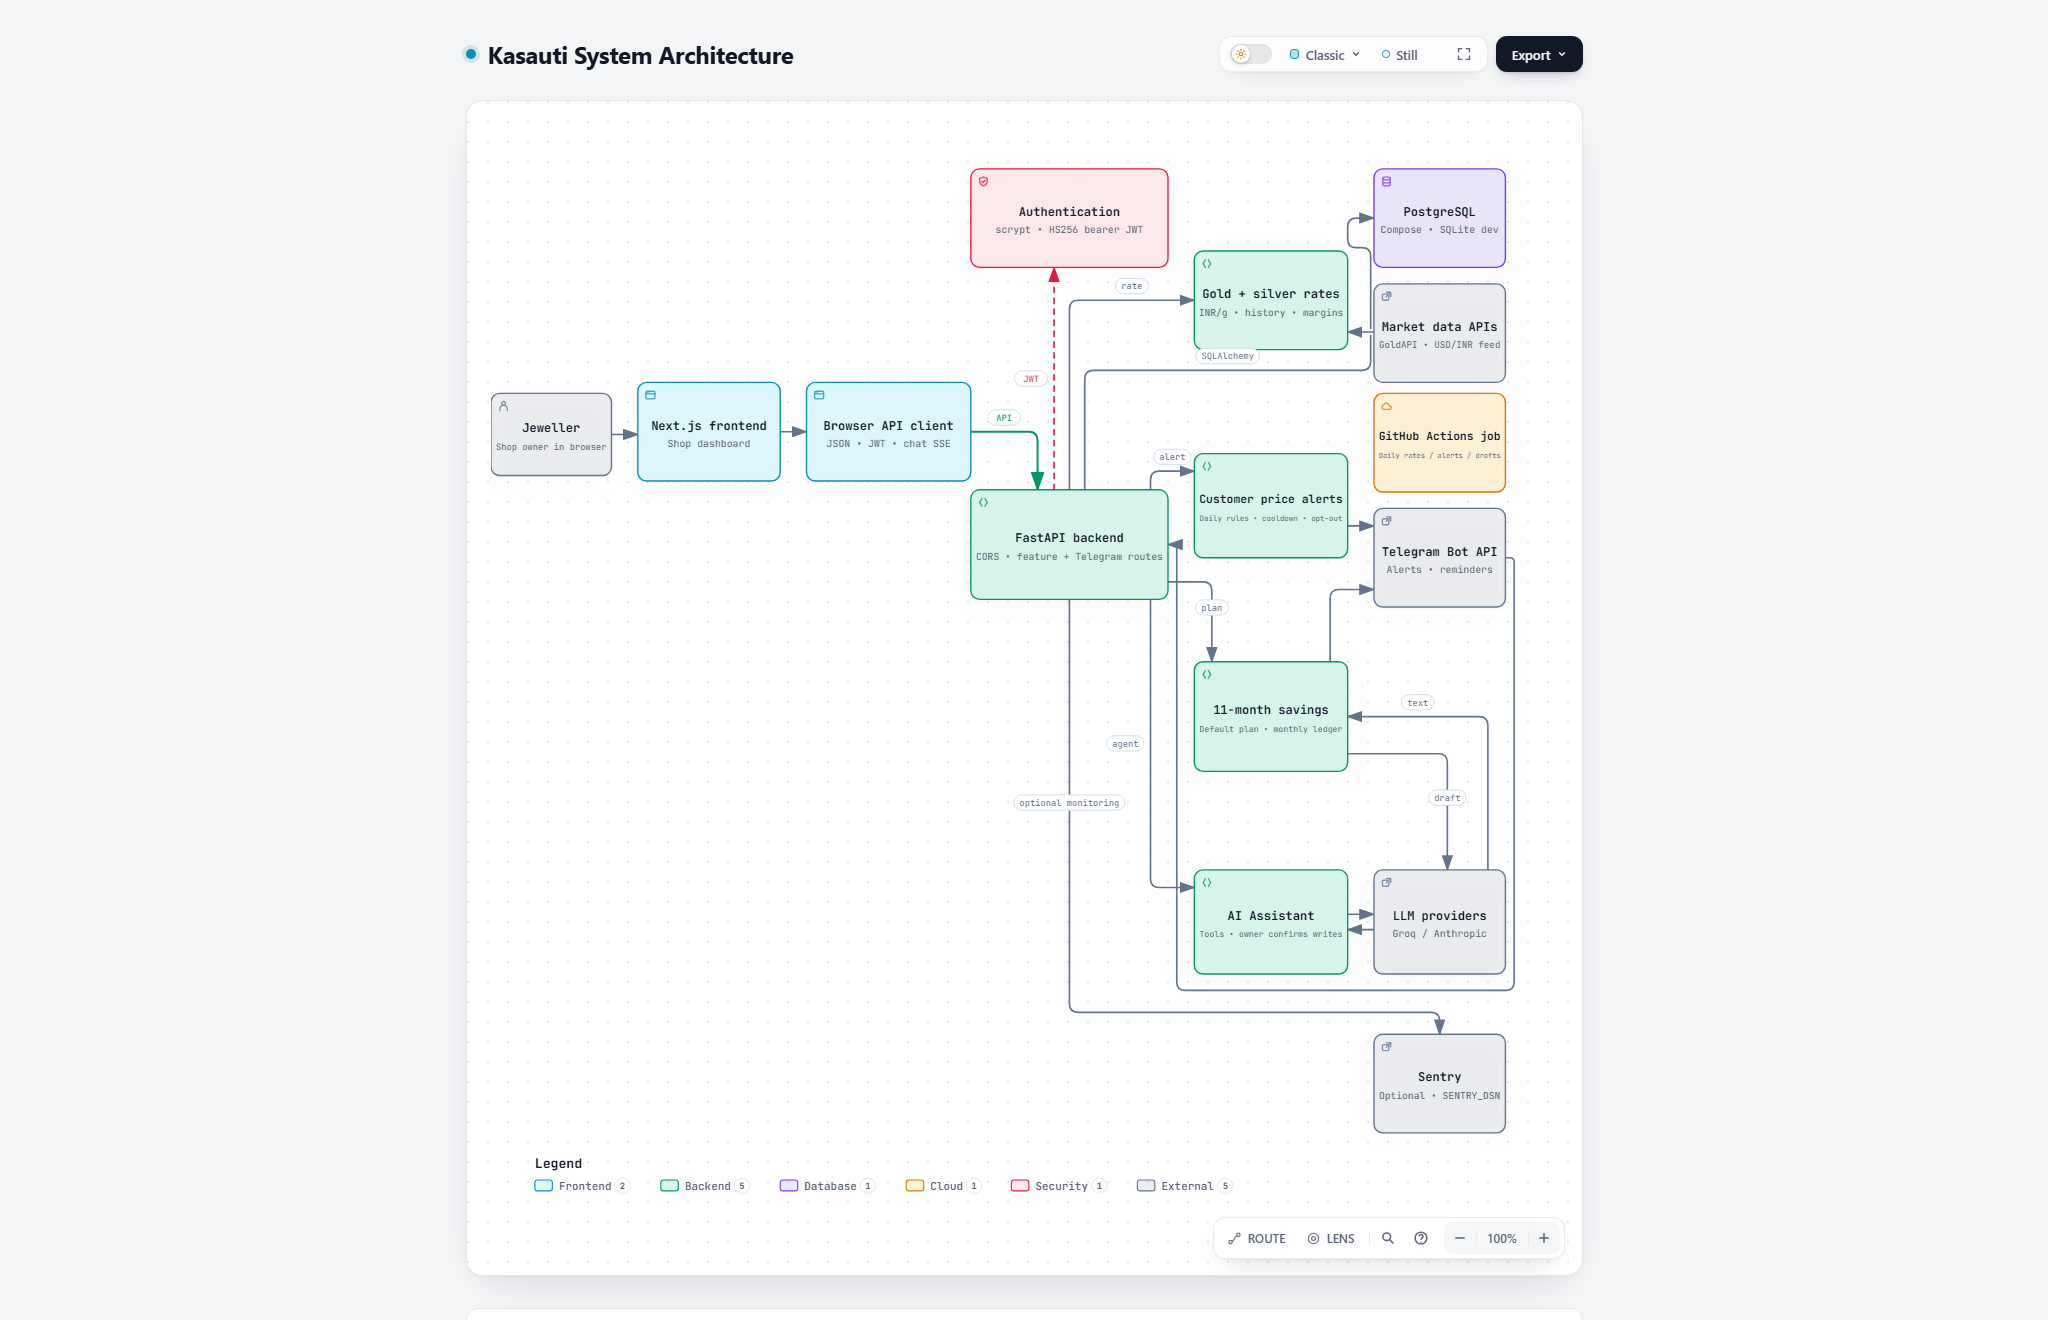 Kasauti System Architecture
Classic
Still
Export
Authentication
scrypt • HS256 bearer JWT
PostgreSQL
Compose • SQLite dev
rate
Gold + silver rates
INR/g • history • margins
Market data APIs
GoldAPI • USD/INR feed
SQLAlchemy
JWT
Jeweller
Shop owner in browser
Next.js frontend
Shop dashboard
Browser API client
JSON • JWT • chat SSE
API
GitHub Actions job
Daily rates / alerts / drafts
alert
Customer price alerts
Daily rules • cooldown • opt-out
FastAPI backend
CORS • feature + Telegram routes
Telegram Bot API
Alerts • reminders
plan
11-month savings
Default plan • monthly ledger
text
agent
draft
optional monitoring
AI Assistant
Tools • owner confirms writes
LLM providers
Groq / Anthropic
Sentry
Optional • SENTRY_DSN
Legend
Frontend 2
Backend 5
Database 1
Cloud 1
Security 1
External 5
ROUTE
LENS
100%